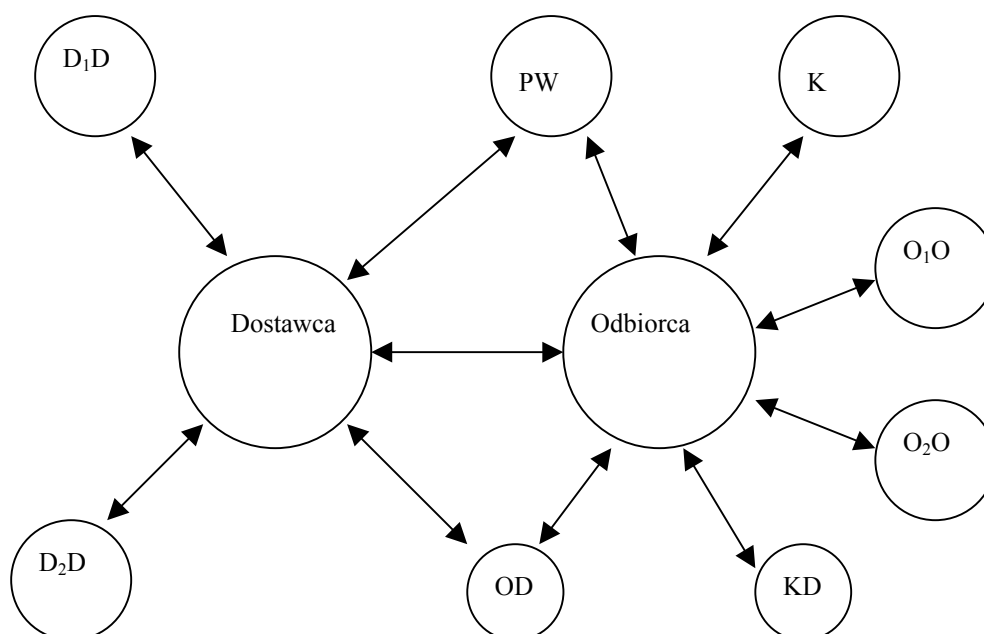 D₁D
PW
K
O₁O
Dostawca
Odbiorca
O₂O
D₂D
OD
KD